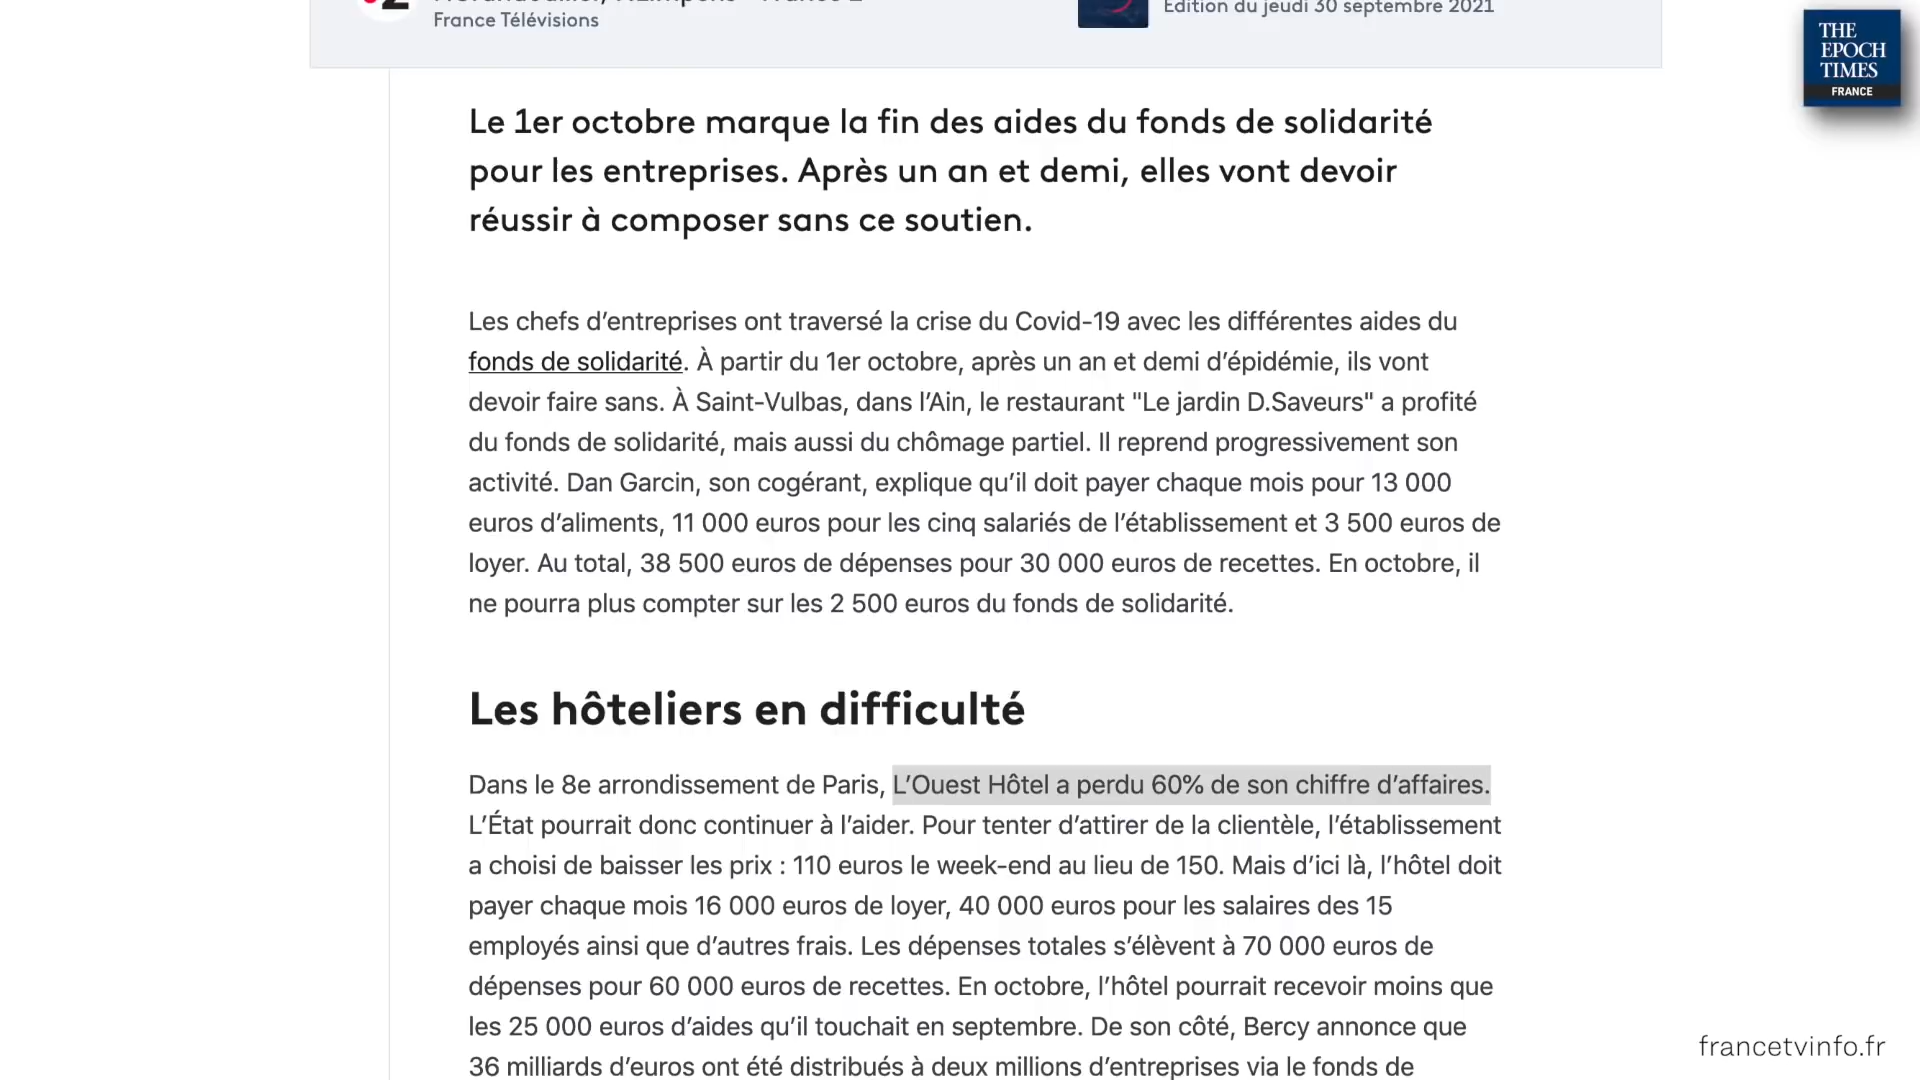 France Télévisions
Édition du jeudi 30 septembre 2021
THE
EPOCH
TIMES
FRANCE
Le 1er octobre marque la fin des aides du fonds de solidarité
pour les entreprises. Après un an et demi, elles vont devoir
réussir à composer sans ce soutien.
Les chefs d’entreprises ont traversé la crise du Covid-19 avec les différentes aides du
fonds de solidarité. À partir du 1er octobre, après un an et demi d’épidémie, ils vont
devoir faire sans. À Saint-Vulbas, dans l’Ain, le restaurant "Le jardin D.Saveurs" a profité
du fonds de solidarité, mais aussi du chômage partiel. Il reprend progressivement son
activité. Dan Garcin, son cogérant, explique qu’il doit payer chaque mois pour 13 000
euros d’aliments, 11 000 euros pour les cinq salariés de l’établissement et 3 500 euros de
loyer. Au total, 38 500 euros de dépenses pour 30 000 euros de recettes. En octobre, il
ne pourra plus compter sur les 2 500 euros du fonds de solidarité.
Les hôteliers en difficulté
Dans le 8e arrondissement de Paris, L’Ouest Hôtel a perdu 60% de son chiffre d’affaires.
L’État pourrait donc continuer à l’aider. Pour tenter d’attirer de la clientèle, l’établissement
a choisi de baisser les prix : 110 euros le week-end au lieu de 150. Mais d’ici là, l’hôtel doit
payer chaque mois 16 000 euros de loyer, 40 000 euros pour les salaires des 15
employés ainsi que d’autres frais. Les dépenses totales s’élèvent à 70 000 euros de
dépenses pour 60 000 euros de recettes. En octobre, l’hôtel pourrait recevoir moins que
les 25 000 euros d’aides qu’il touchait en septembre. De son côté, Bercy annonce que
36 milliards d’euros ont été distribués à deux millions d’entreprises via le fonds de
francetvinfo.fr